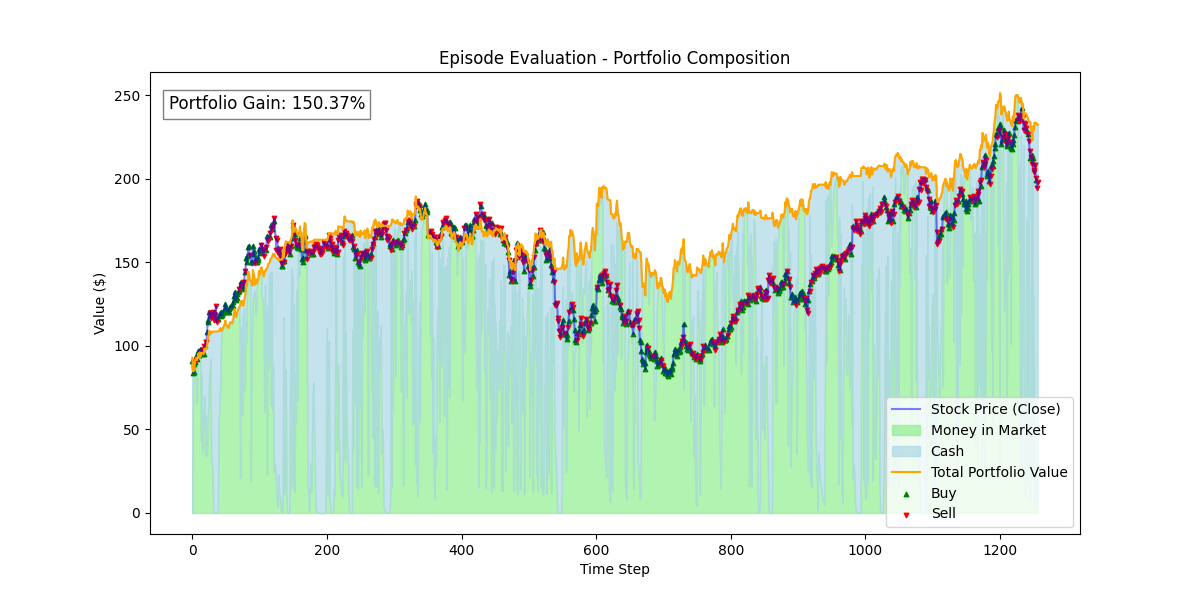 Episode Evaluation - Portfolio Composition
Portfolio Gain: 150.37%
Value ($)
250
200
150
100
50
0
0 200 400 600 800 1000 1200
Time Step
Stock Price (Close)
Money in Market
Cash
Total Portfolio Value
Buy
Sell